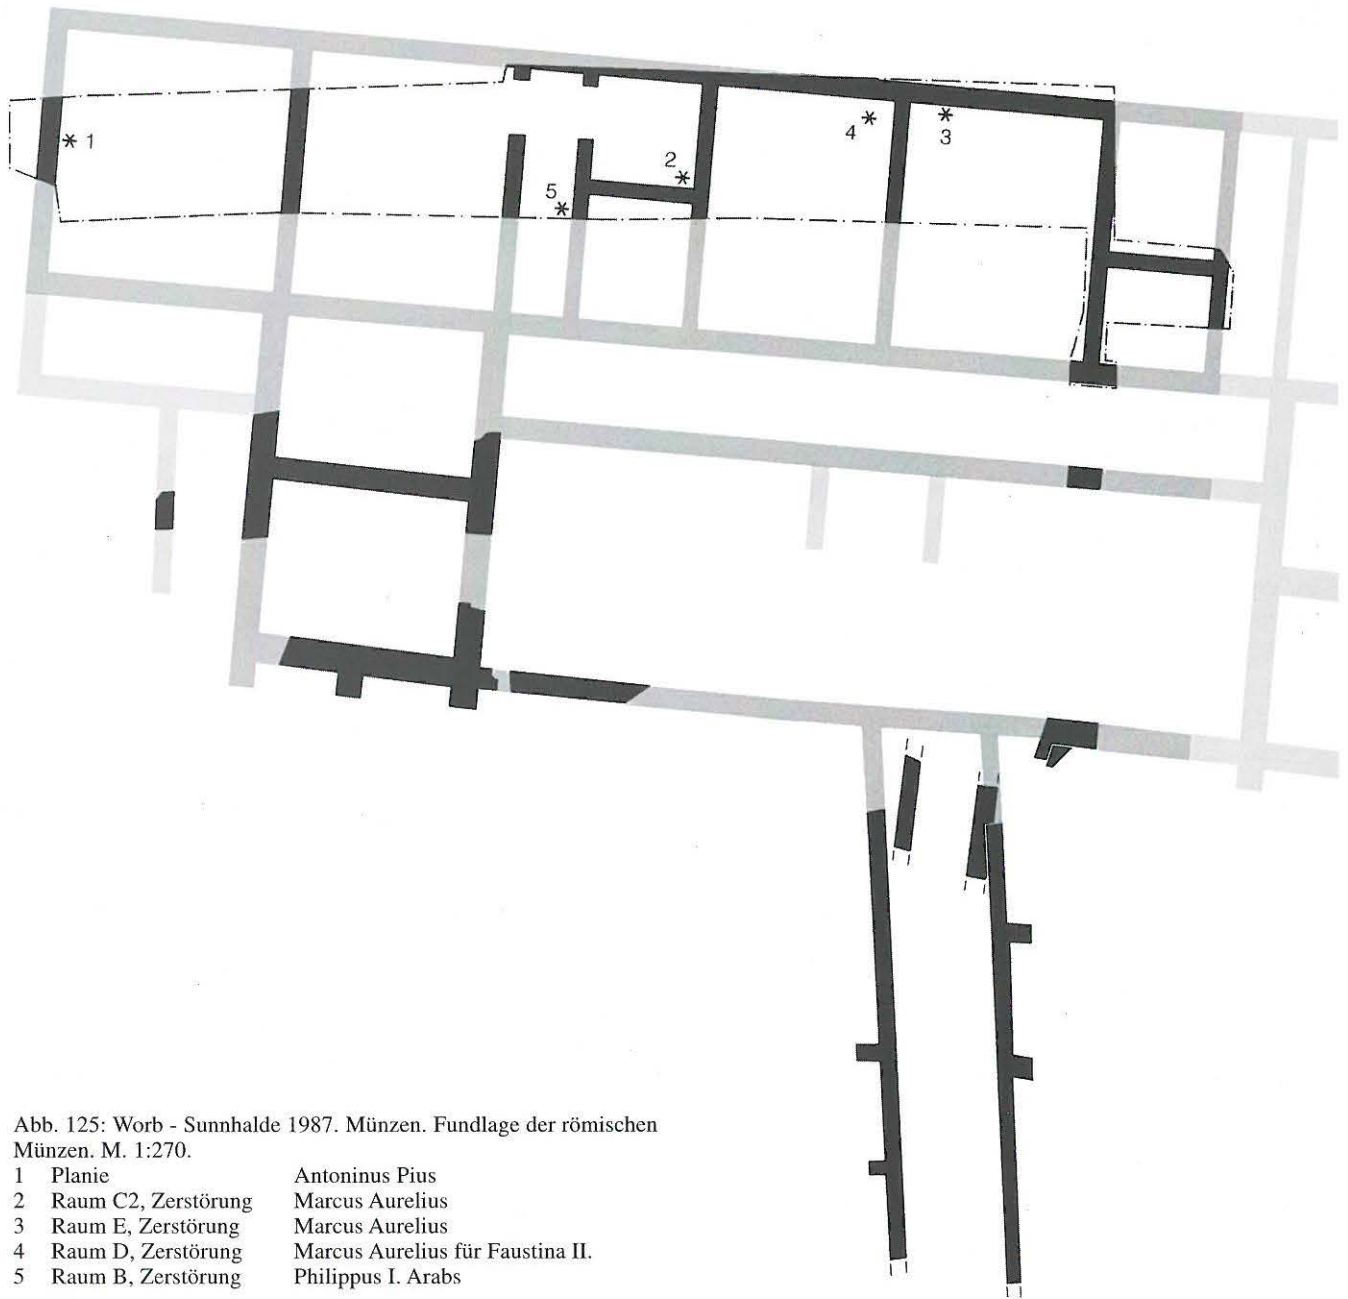 1
2
5
4
3
Abb. 125: Worb - Sunnhalde 1987. Münzen. Fundlage der römischen
Münzen. M. 1:270.
1 Planie Antoninus Pius
2 Raum C2, Zerstörung Marcus Aurelius
3 Raum E, Zerstörung Marcus Aurelius
4 Raum D, Zerstörung Marcus Aurelius für Faustina II.
5 Raum B, Zerstörung Philippus I. Arabs